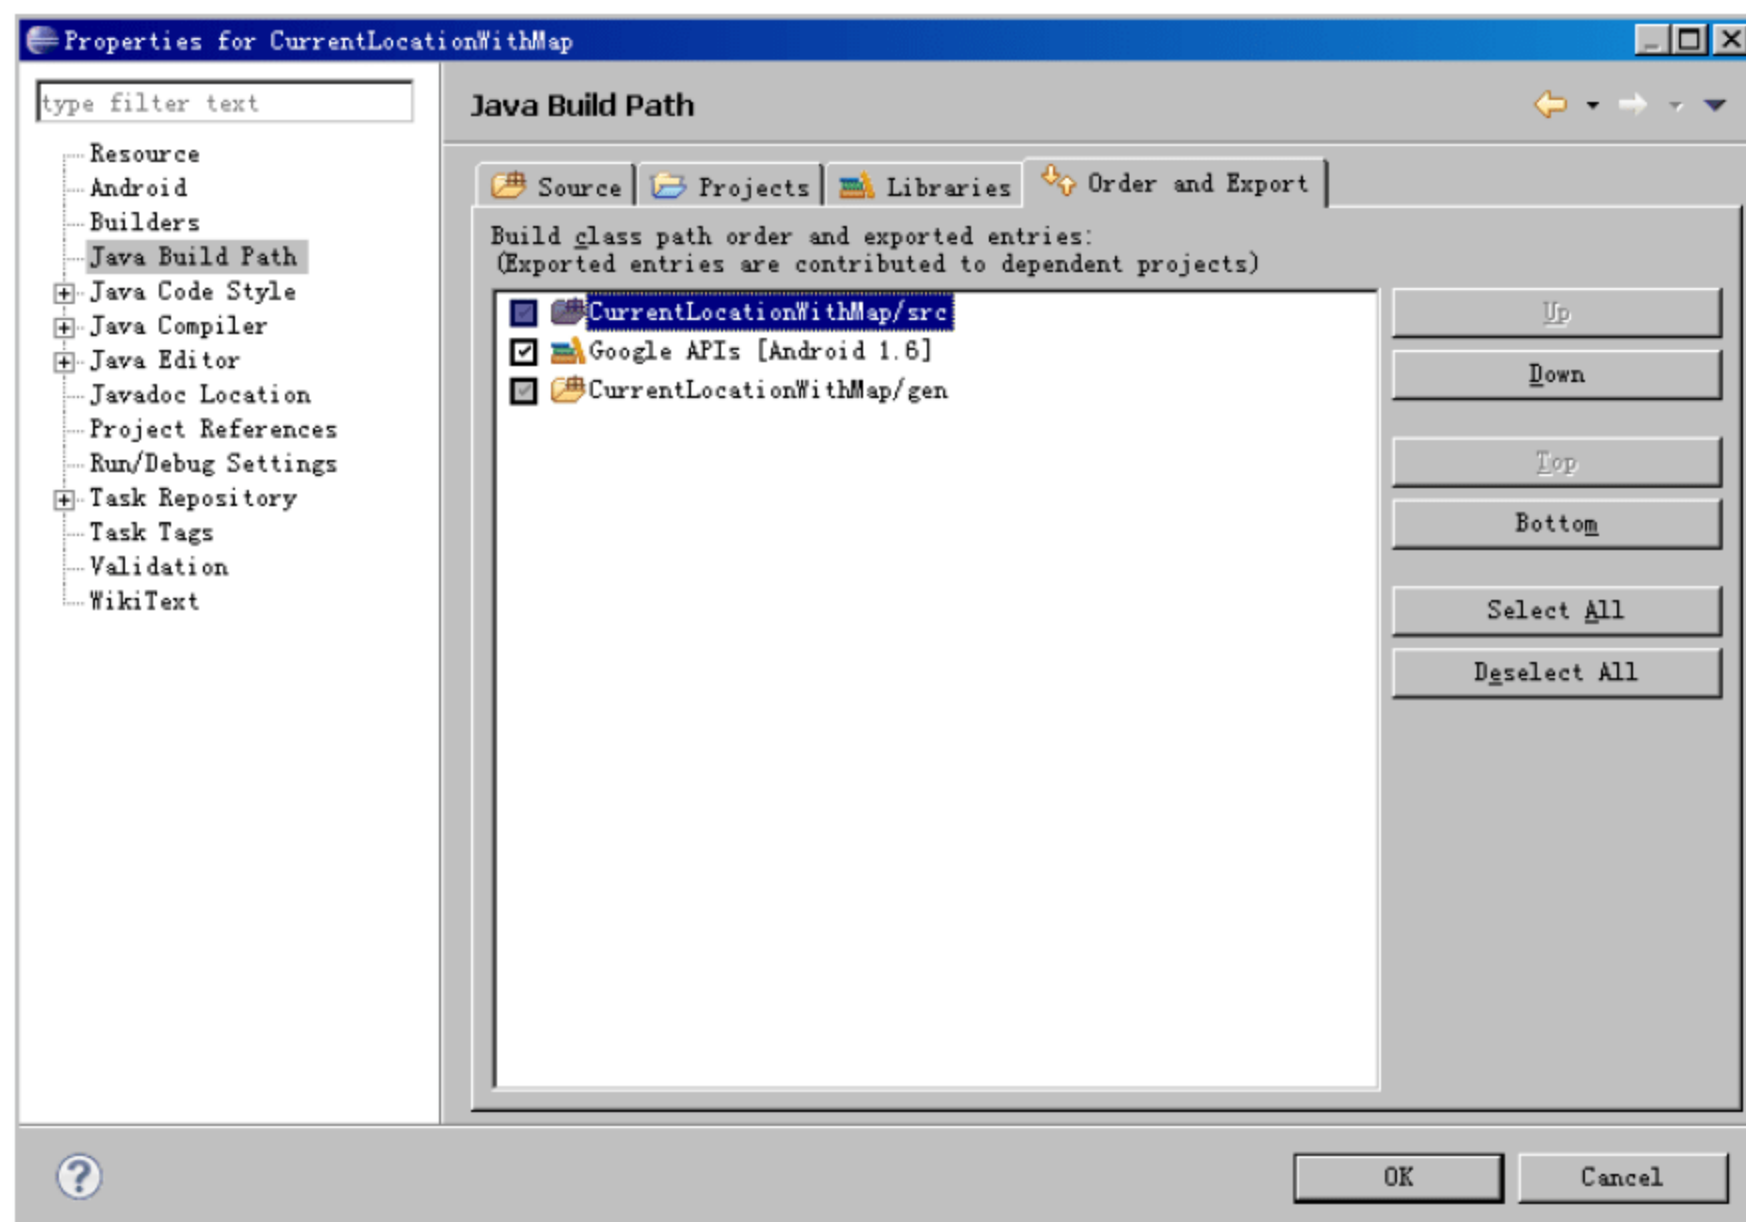 Properties for CurrentLocationWithMap
type filter text
Resource
Android
Builders
Java Build Path
Java Code Style
Java Compiler
Java Editor
Javadoc Location
Project References
Run/Debug Settings
Task Repository
Task Tags
Validation
WikiText
Java Build Path
Source
Projects
Libraries
Order and Export
Build class path order and exported entries:
(Exported entries are contributed to dependent projects)
CurrentLocationWithMap/src
Google APIs [Android 1.6]
CurrentLocationWithMap/gen
Up
Down
Top
Bottom
Select All
Deselect All
?
OK
Cancel